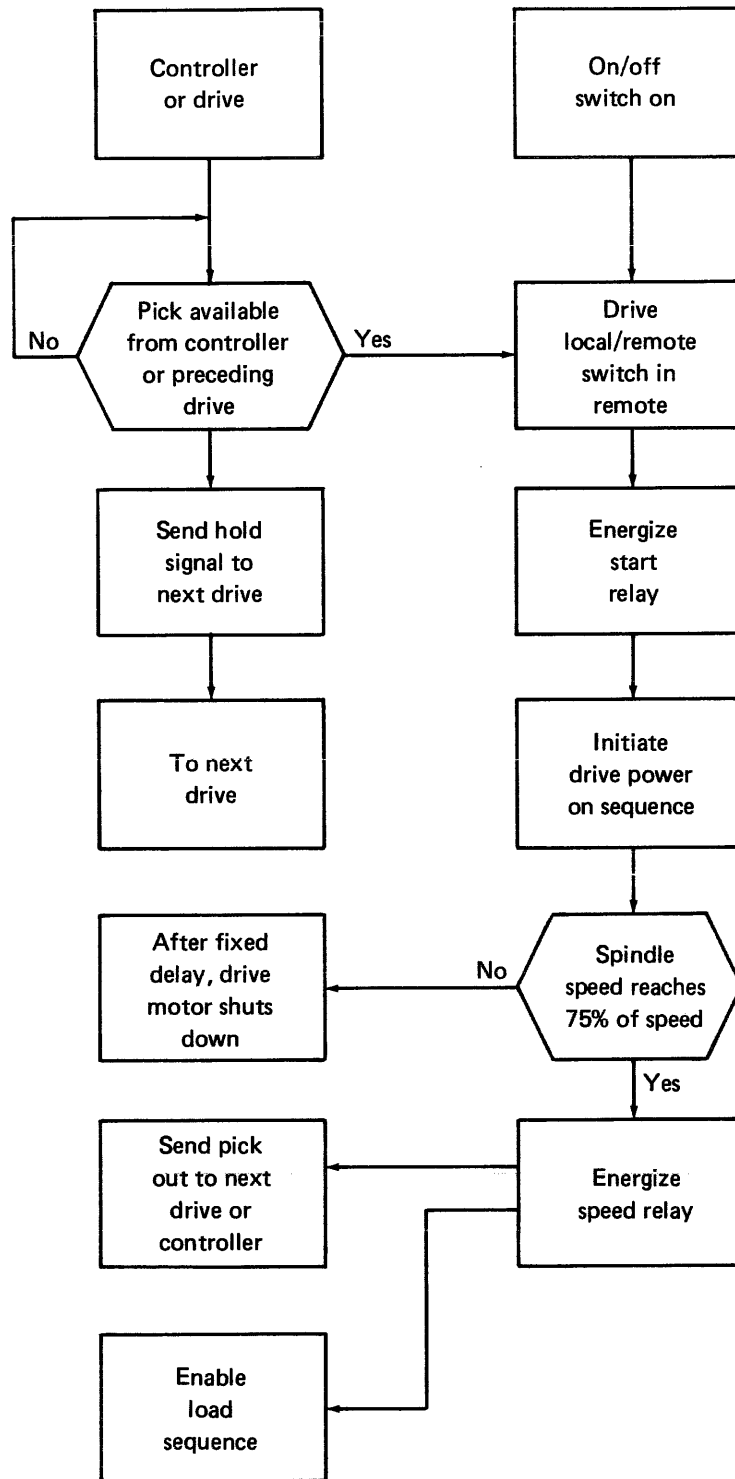 Controller
or drive
On/off
switch on
No
Pick available
from controller
or preceding
drive
Yes
Drive
local/remote
switch in
remote
Send hold
signal to
next drive
Energize
start
relay
To next
drive
Initiate
drive power
on sequence
After fixed
delay, drive
motor shuts
down
No
Spindle
speed reaches
75% of speed
Yes
Send pick
out to next
drive or
controller
Energize
speed relay
Enable
load
sequence